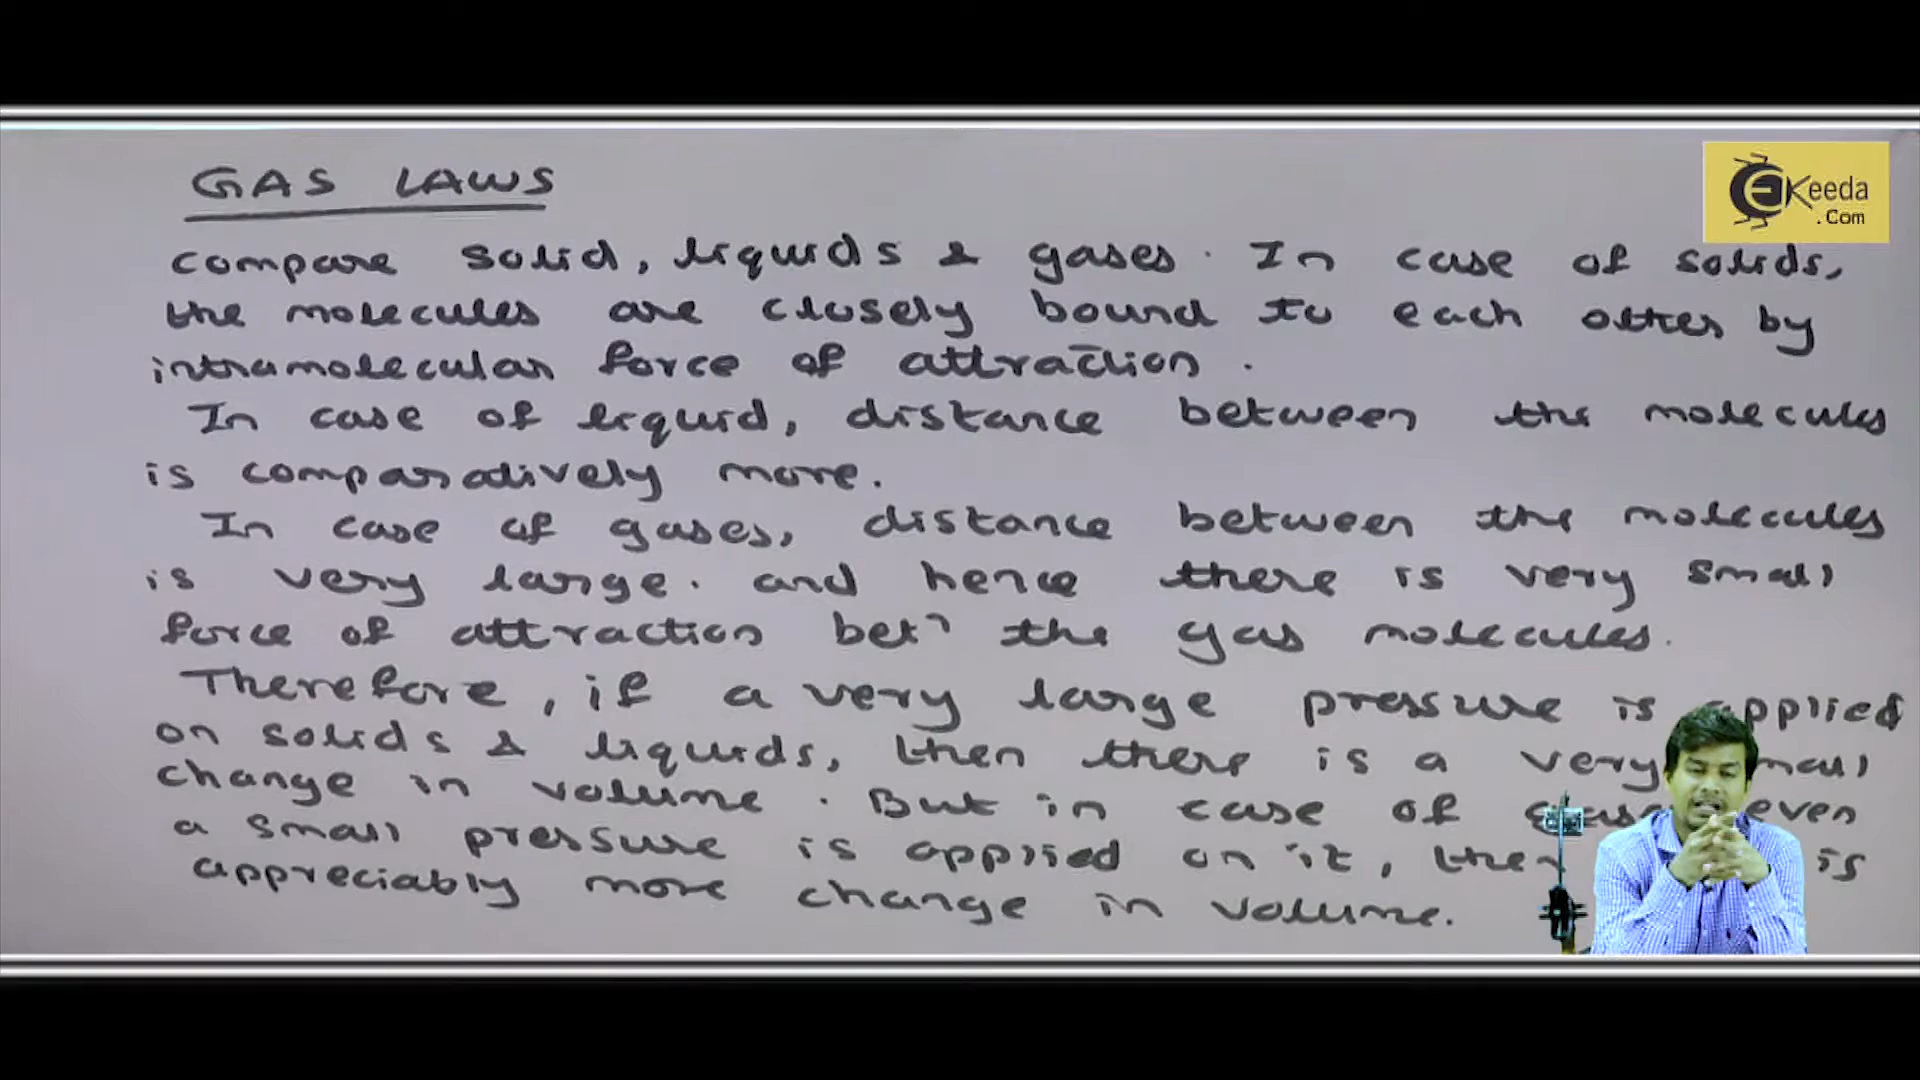 GAS LAWS
Keeda
.Com
compare solid, liquids & gases. In case of solids,
the molecules are closely bound to each other by
intramolecular force of attraction.
In case of liquid, distance between the molecules
is comparatively more.
In case of gases, distance between the molecules
is very large. and hence there is very small
force of attraction betn the gas molecules.
Therefore, if a very large pressure is applied
on solids & liquids, then there is a very small
change in volume. But in case of gases even
a small pressure is applied on it, then is
appreciably more change in volume.